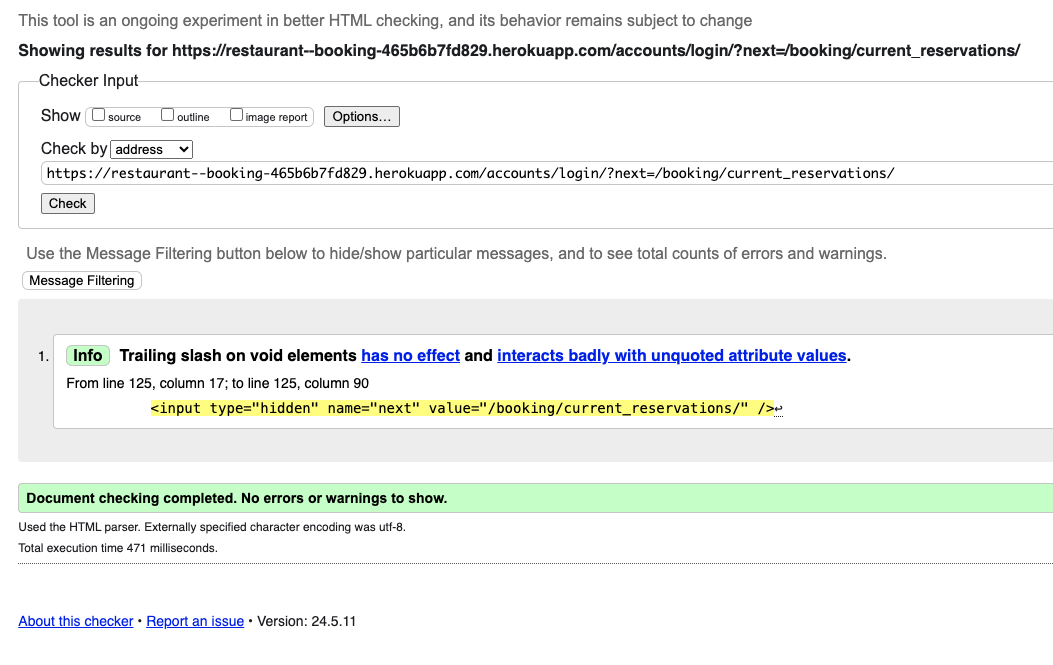 This tool is an ongoing experiment in better HTML checking, and its behavior remains subject to change
Showing results for https://restaurant--booking-465b6b7fd829.herokuapp.com/accounts/login/?next=/booking/current_reservations/
Checker Input
Show source outline image report Options...
Check by address
https://restaurant--booking-465b6b7fd829.herokuapp.com/accounts/login/?next=/booking/current_reservations/
Check
Use the Message Filtering button below to hide/show particular messages, and to see total counts of errors and warnings.
Message Filtering
1. Info Trailing slash on void elements has no effect and interacts badly with unquoted attribute values.
From line 125, column 17; to line 125, column 90
<input type="hidden" name="next" value="/booking/current_reservations/" />↩
Document checking completed. No errors or warnings to show.
Used the HTML parser. Externally specified character encoding was utf-8.
Total execution time 471 milliseconds.
About this checker • Report an issue • Version: 24.5.11